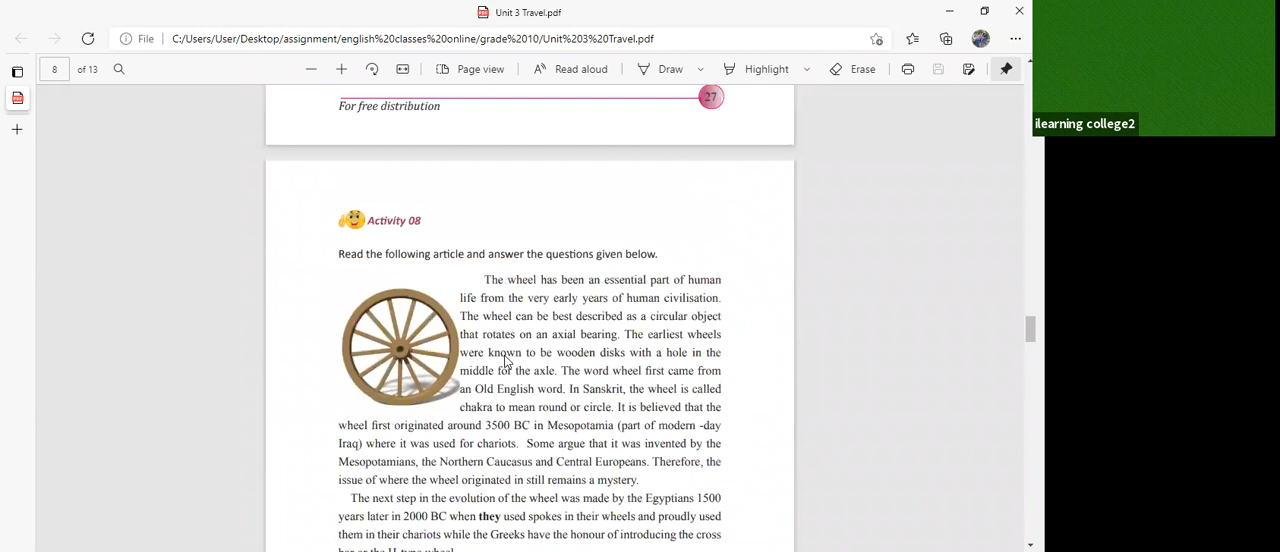 Unit 3 Travel.pdf
File C:/Users/User/Desktop/assignment/english%20classes%20online/grade%2010/Unit%203%20Travel.pdf
8 of 13 Page view Read aloud Draw Highlight Erase
ilearning college2
27
For free distribution
Activity 08
Read the following article and answer the questions given below.
The wheel has been an essential part of human
life from the very early years of human civilisation.
The wheel can be best described as a circular object
that rotates on an axial bearing. The earliest wheels
were known to be wooden disks with a hole in the
middle for the axle. The word wheel first came from
an Old English word. In Sanskrit, the wheel is called
chakra to mean round or circle. It is believed that the
wheel first originated around 3500 BC in Mesopotamia (part of modern -day
Iraq) where it was used for chariots. Some argue that it was invented by the
Mesopotamians, the Northern Caucasus and Central Europeans. Therefore, the
issue of where the wheel originated in still remains a mystery.
The next step in the evolution of the wheel was made by the Egyptians 1500
years later in 2000 BC when they used spokes in their wheels and proudly used
them in their chariots while the Greeks have the honour of introducing the cross
bar or the H-type wheel.